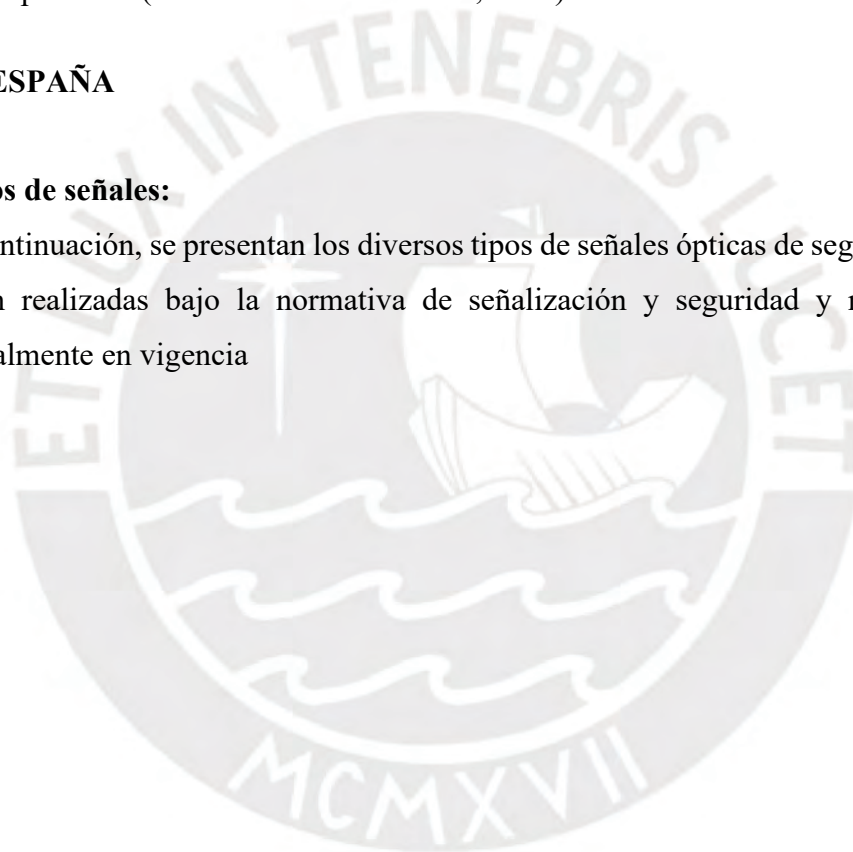 ESPAÑA
os de señales:
ntinuación, se presentan los diversos tipos de señales ópticas de seg
n realizadas bajo la normativa de señalización y seguridad y
almente en vigencia
ET LUX IN TENEBRIS LUCET
MCMXVII